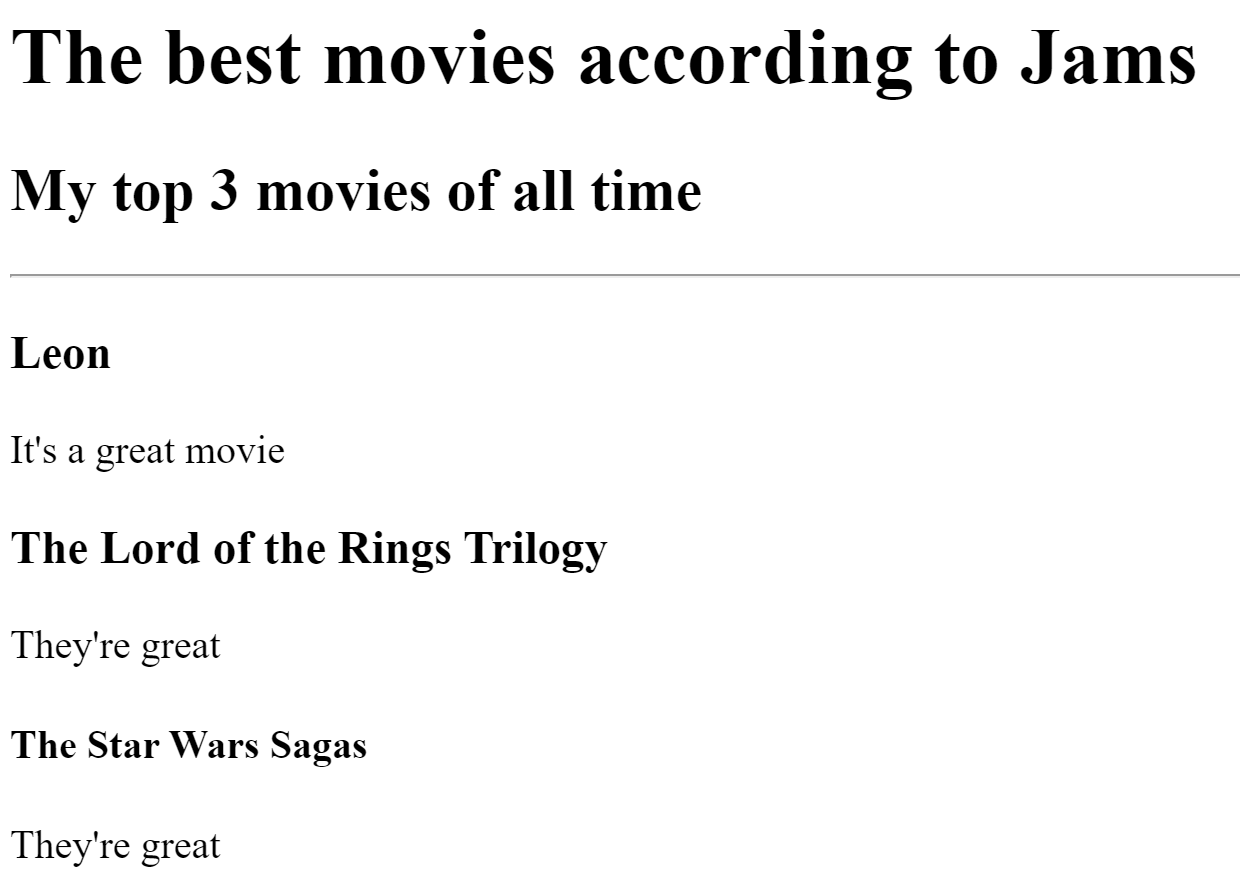 The best movies according to Jams
My top 3 movies of all time
Leon
It's a great movie
The Lord of the Rings Trilogy
They're great
The Star Wars Sagas
They're great